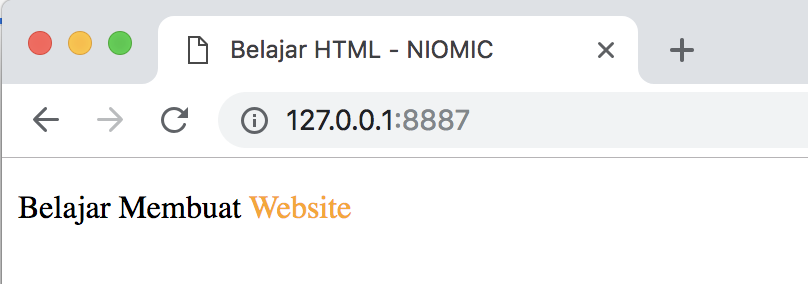 Belajar HTML - NIOMIC
127.0.0.1:8887
Belajar Membuat Website